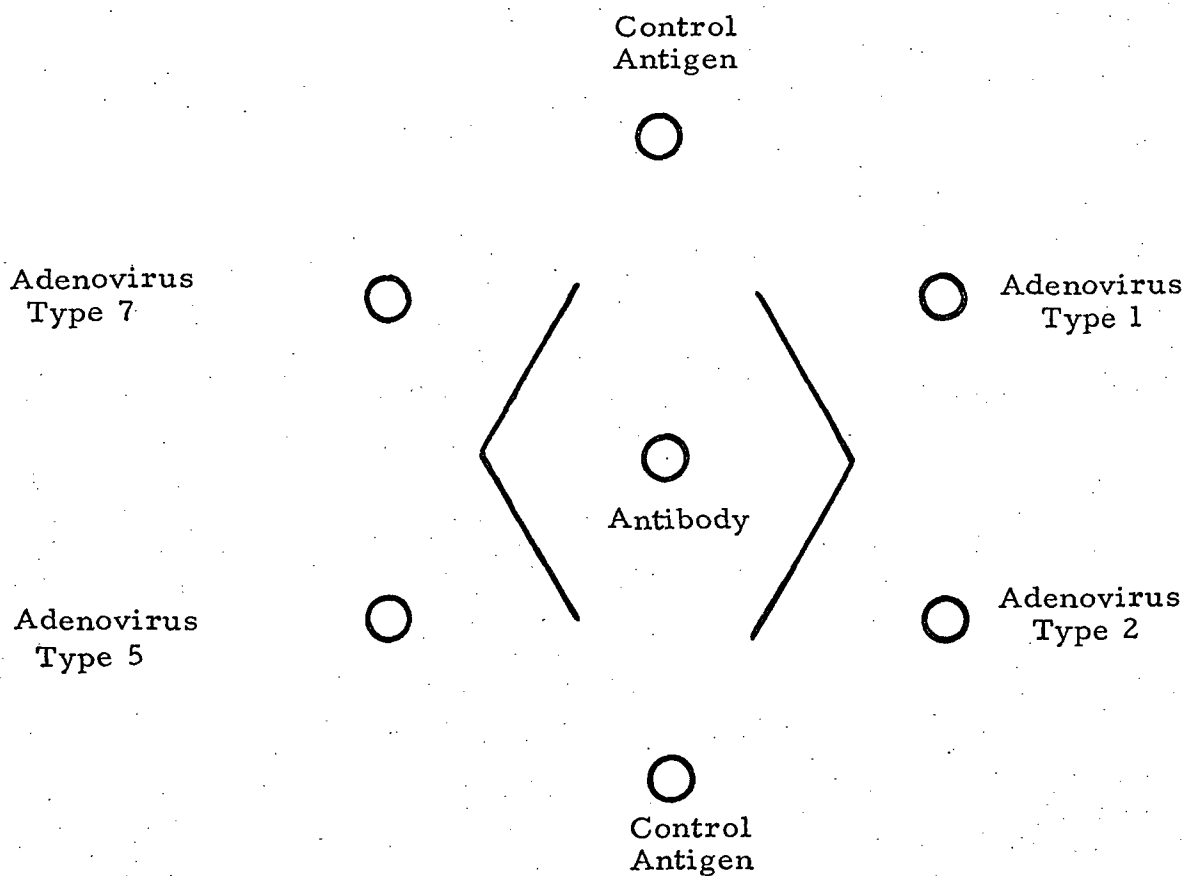 Control
Antigen
Adenovirus
Type 7
Adenovirus
Type 1
Antibody
Adenovirus
Type 5
Adenovirus
Type 2
Control
Antigen